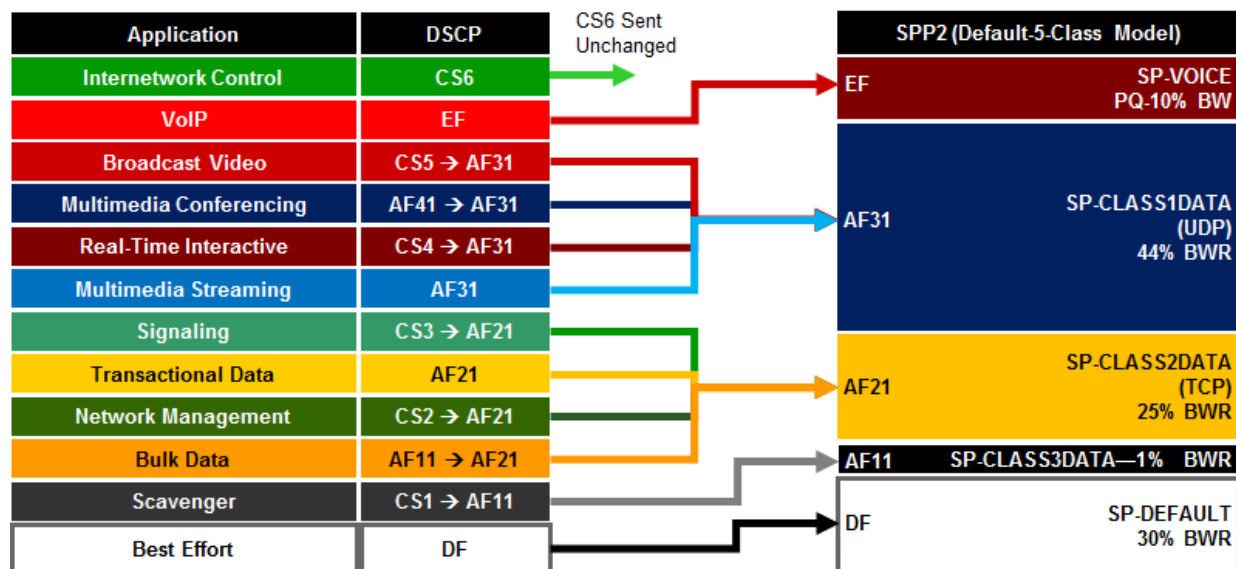 Application DSCP
CS6 Sent
Unchanged
SPP2 (Default-5-Class Model)
Internetwork Control CS6
VoIP EF
Broadcast Video CS5 → AF31
Multimedia Conferencing AF41 → AF31
Real-Time Interactive CS4 → AF31
Multimedia Streaming AF31
Signaling CS3 → AF21
Transactional Data AF21
Network Management CS2 → AF21
Bulk Data AF11 → AF21
Scavenger CS1 → AF11
Best Effort DF
EF SP-VOICE
PQ-10% BW
AF31 SP-CLASS1DATA
(UDP)
44% BWR
AF21 SP-CLASS2DATA
(TCP)
25% BWR
AF11 SP-CLASS3DATA—1% BWR
DF SP-DEFAULT
30% BWR